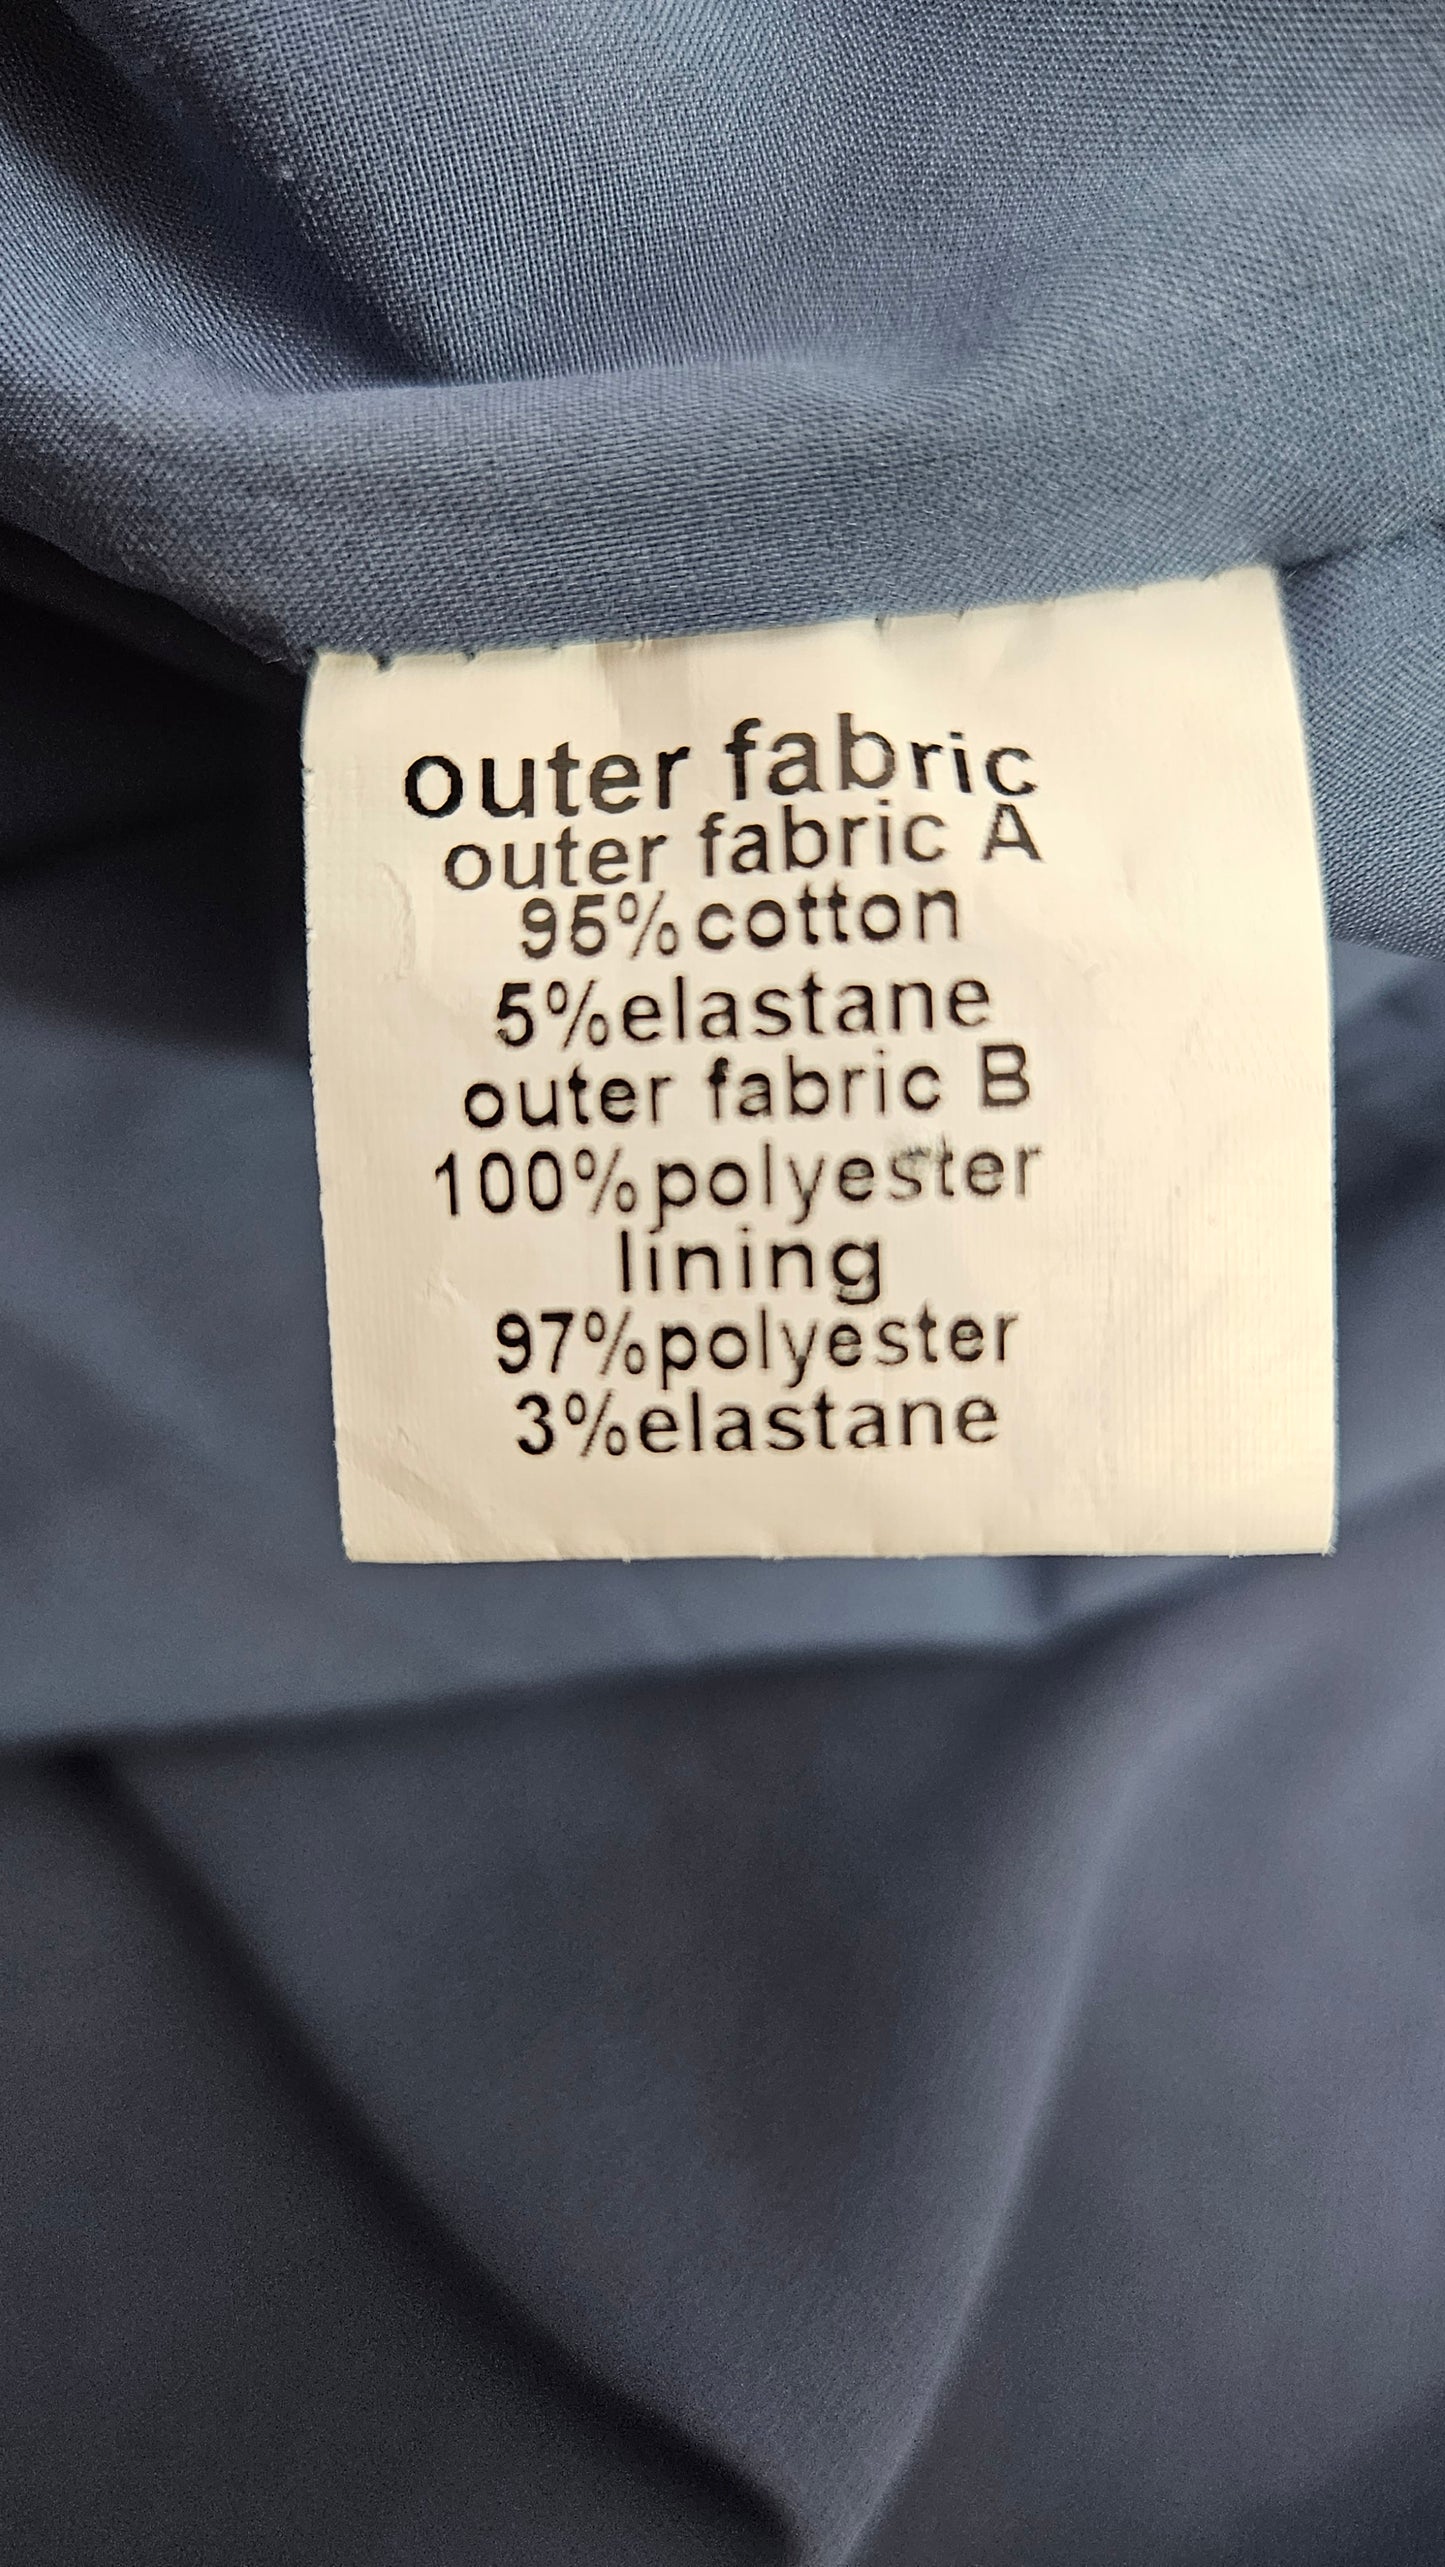 outer fabric
outer fabric A
95%cotton
5%elastane
outer fabric B
100%polyester
lining
97%polyester
3%elastane